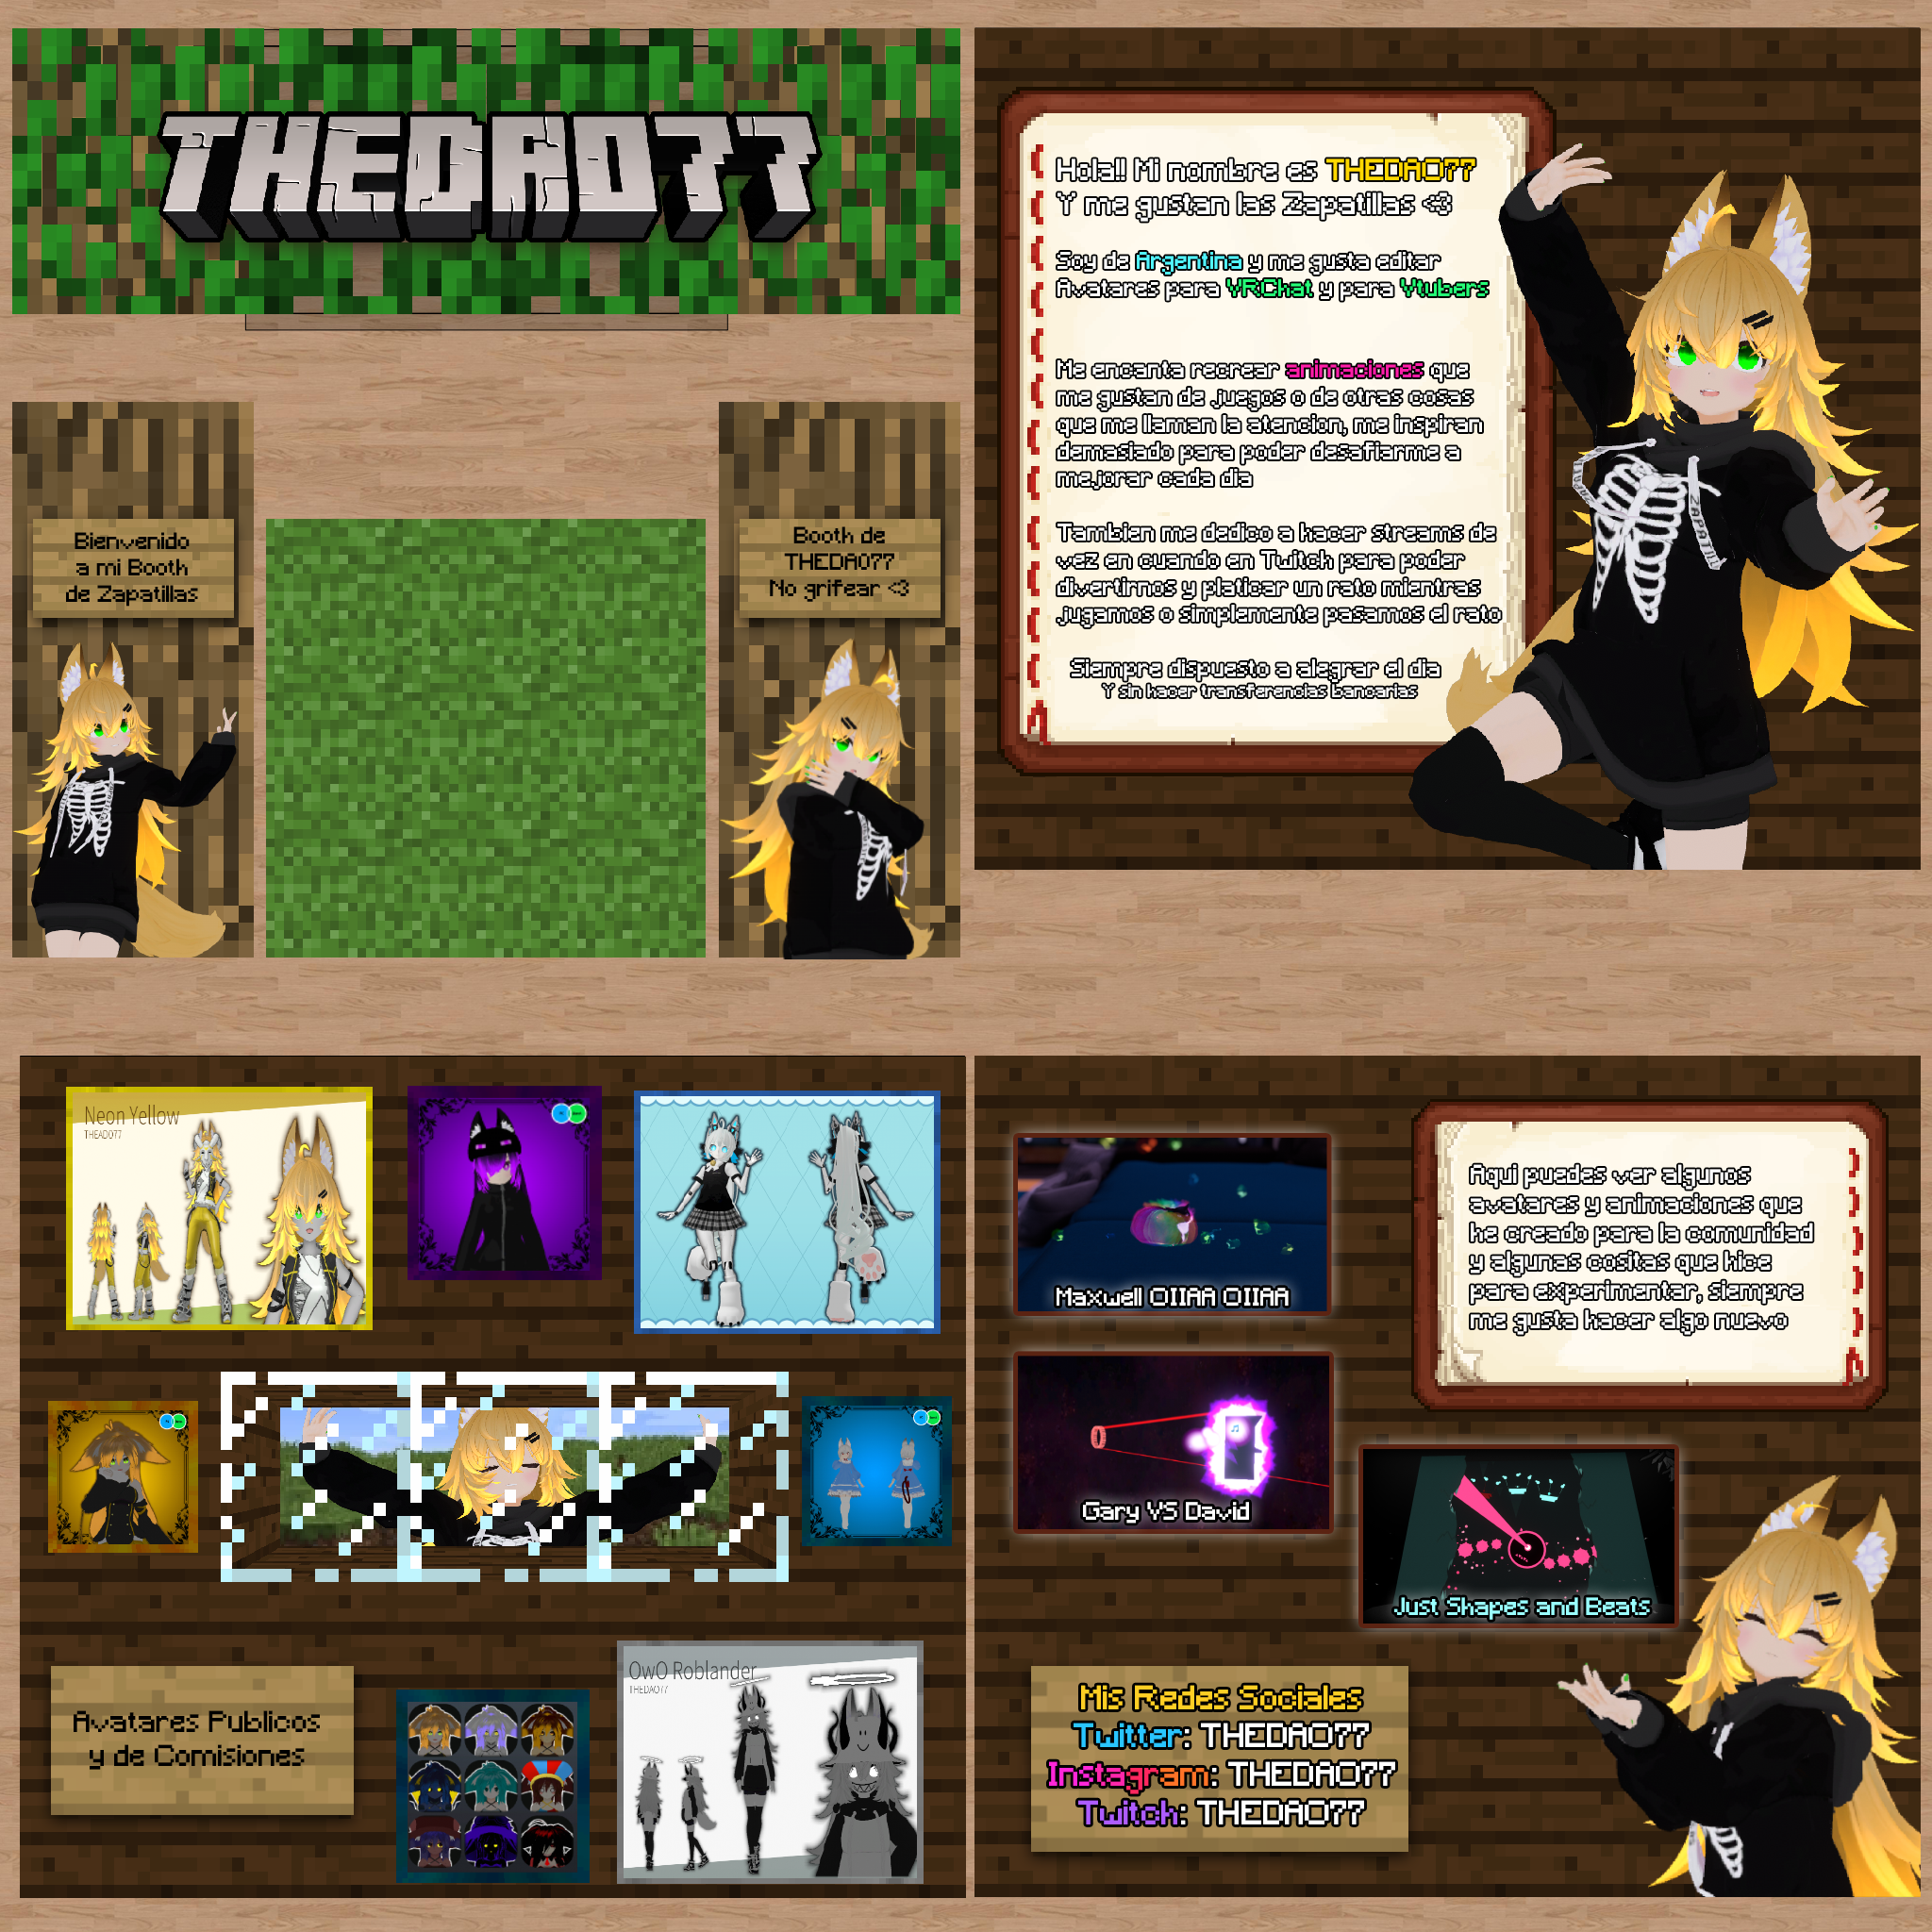 THEDAO77
Bienvenido
a mi Booth
de Zapatillas
Booth de
THEDAO77
No grifear <3
Hola!! Mi nombre es THEDAO77
Y me gustan las Zapatillas <3
Soy de Argentina y me gusta editar
Avatares para VRChat y para Vtubers
Me encanta recrear animaciones que
me gustan de juegos o de otras cosas
que me llaman la atencion, me inspiran
demasiado para poder desafiarme a
mejorar cada dia
Tambien me dedico a hacer streams de
vez en cuando en Twitch para poder
divertirnos y platicar un rato mientras
jugamos o simplemente pasamos el rato
Siempre dispuesto a alegrar el dia
Y sin hacer transferencias bancarias
Neon Yellow
THEAD077
Avatares Publicos
y de Comisiones
OwO Roblander
THEDAO77
Maxwell OIIAA OIIAA
Gary VS David
Just Shapes and Beats
Aqui puedes ver algunos
avatares y animaciones que
he creado para la comunidad
y algunas cositas que hice
para experimentar, siempre
me gusta hacer algo nuevo
Mis Redes Sociales
Twitter: THEDAO77
Instagram: THEDAO77
Twitch: THEDAO77